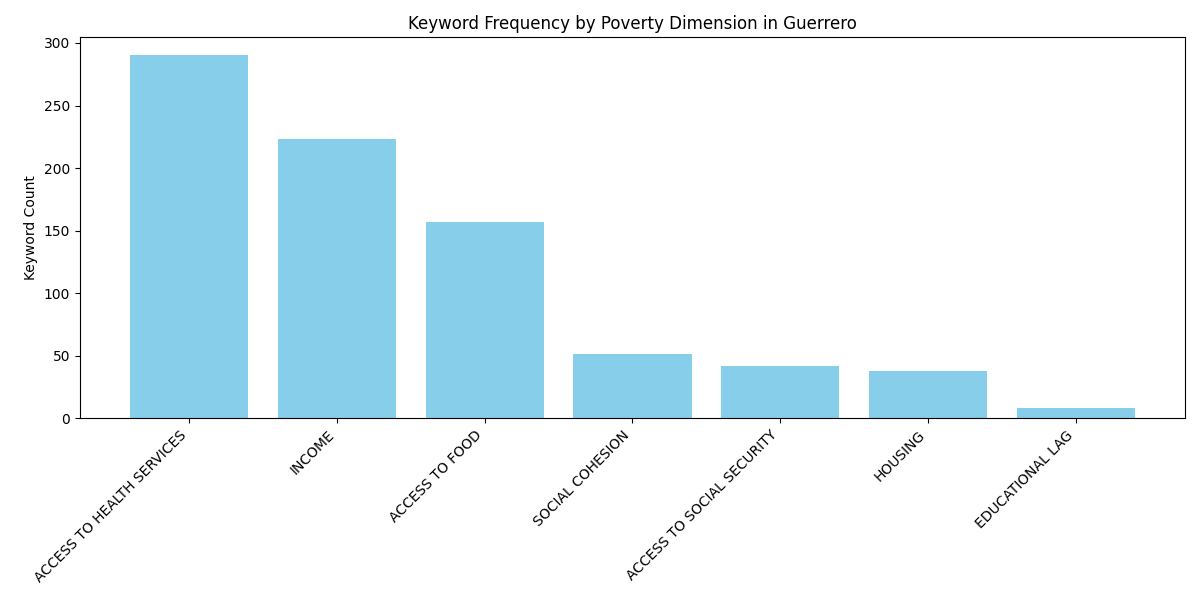 Keyword Frequency by Poverty Dimension in Guerrero
Keyword Count
300
250
200
150
100
50
0
ACCESS TO HEALTH SERVICES
INCOME
ACCESS TO FOOD
SOCIAL COHESION
ACCESS TO SOCIAL SECURITY
HOUSING
EDUCATIONAL LAG